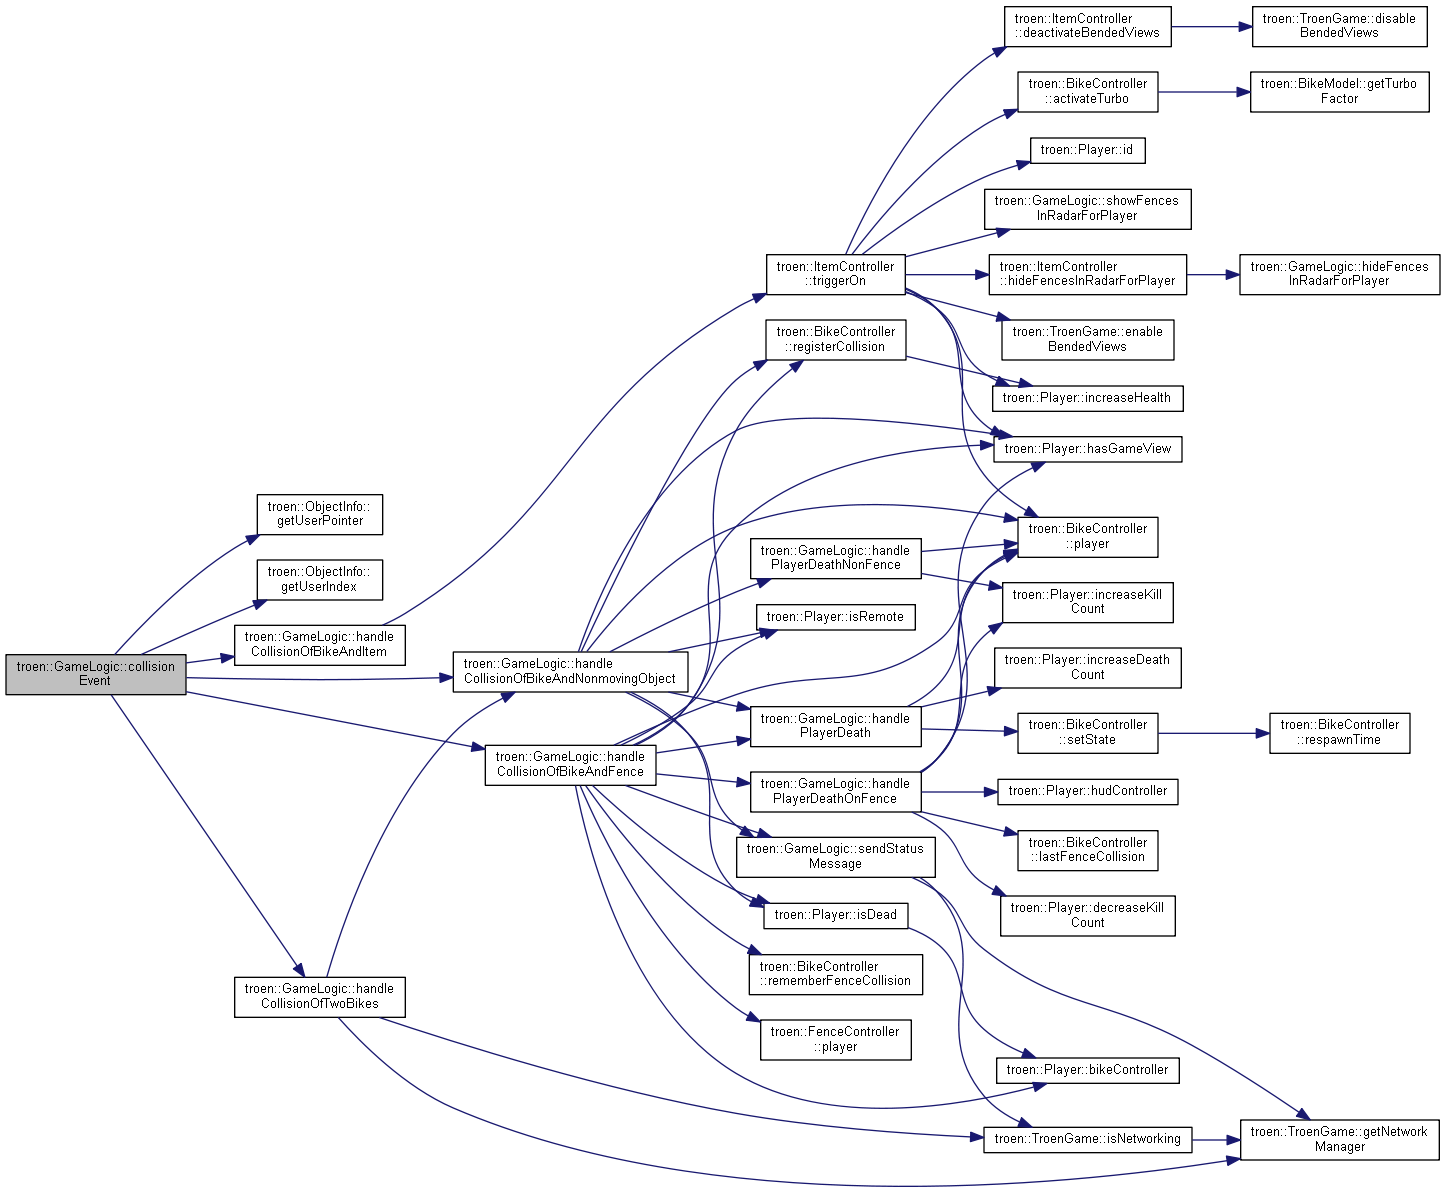 troen::GameLogic::collision
Event
troen::ObjectInfo::
getUserPointer
troen::ObjectInfo::
getUserIndex
troen::GameLogic::handle
CollisionOfBikeAndItem
troen::GameLogic::handle
CollisionOfTwoBikes
troen::GameLogic::handle
CollisionOfBikeAndNonmovingObject
troen::GameLogic::handle
CollisionOfBikeAndFence
troen::ItemController
::triggerOn
troen::BikeController
::registerCollision
troen::GameLogic::handle
PlayerDeathNonFence
troen::Player::isRemote
troen::GameLogic::handle
PlayerDeath
troen::GameLogic::handle
PlayerDeathOnFence
troen::GameLogic::sendStatus
Message
troen::Player::isDead
troen::BikeController
::rememberFenceCollision
troen::FenceController
::player
troen::ItemController
::deactivateBendedViews
troen::BikeController
::activateTurbo
troen::Player::id
troen::GameLogic::showFences
InRadarForPlayer
troen::ItemController
::hideFencesInRadarForPlayer
troen::TroenGame::enable
BendedViews
troen::Player::increaseHealth
troen::Player::hasGameView
troen::BikeController
::player
troen::Player::increaseKill
Count
troen::Player::increaseDeath
Count
troen::BikeController
::setState
troen::Player::hudController
troen::BikeController
::lastFenceCollision
troen::Player::decreaseKill
Count
troen::Player::bikeController
troen::TroenGame::isNetworking
troen::TroenGame::disable
BendedViews
troen::BikeModel::getTurbo
Factor
troen::GameLogic::hideFences
InRadarForPlayer
troen::BikeController
::respawnTime
troen::TroenGame::getNetwork
Manager